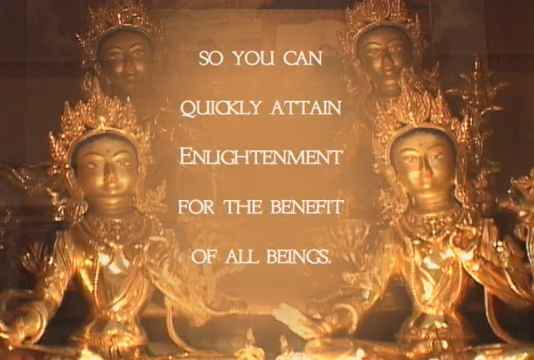 SO YOU CAN
QUICKLY ATTAIN
ENLIGHTENMENT
FOR THE BENEFIT
OF ALL BEINGS.